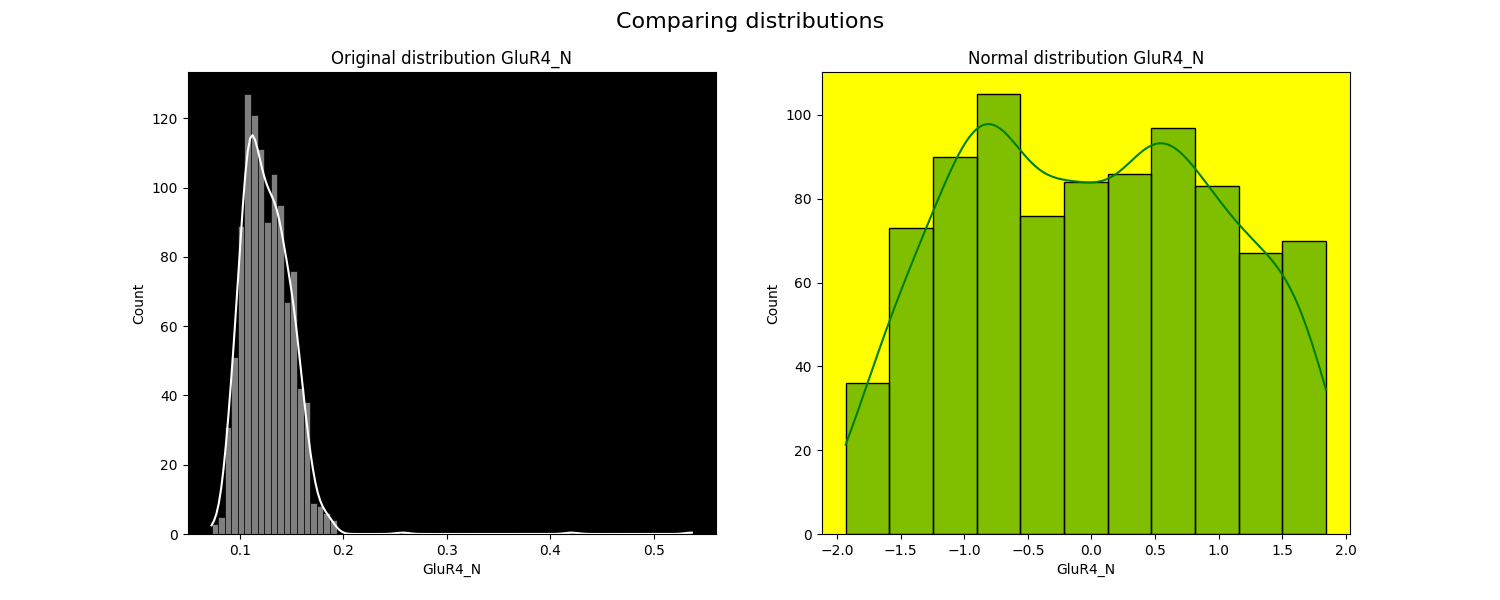 Comparing distributions
Original distribution GluR4_N
Count
120
100
80
60
40
20
0
0.1 0.2 0.3 0.4 0.5
GluR4_N
Normal distribution GluR4_N
Count
100
80
60
40
20
0
−2.0 −1.5 −1.0 −0.5 0.0 0.5 1.0 1.5 2.0
GluR4_N